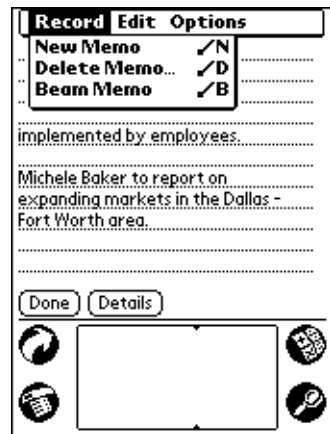 Record Edit Options
New Memo /N
Delete Memo... /D
Beam Memo /B
implemented by employees.
Michele Baker to report on
expanding markets in the Dallas -
Fort Worth area.
Done Details